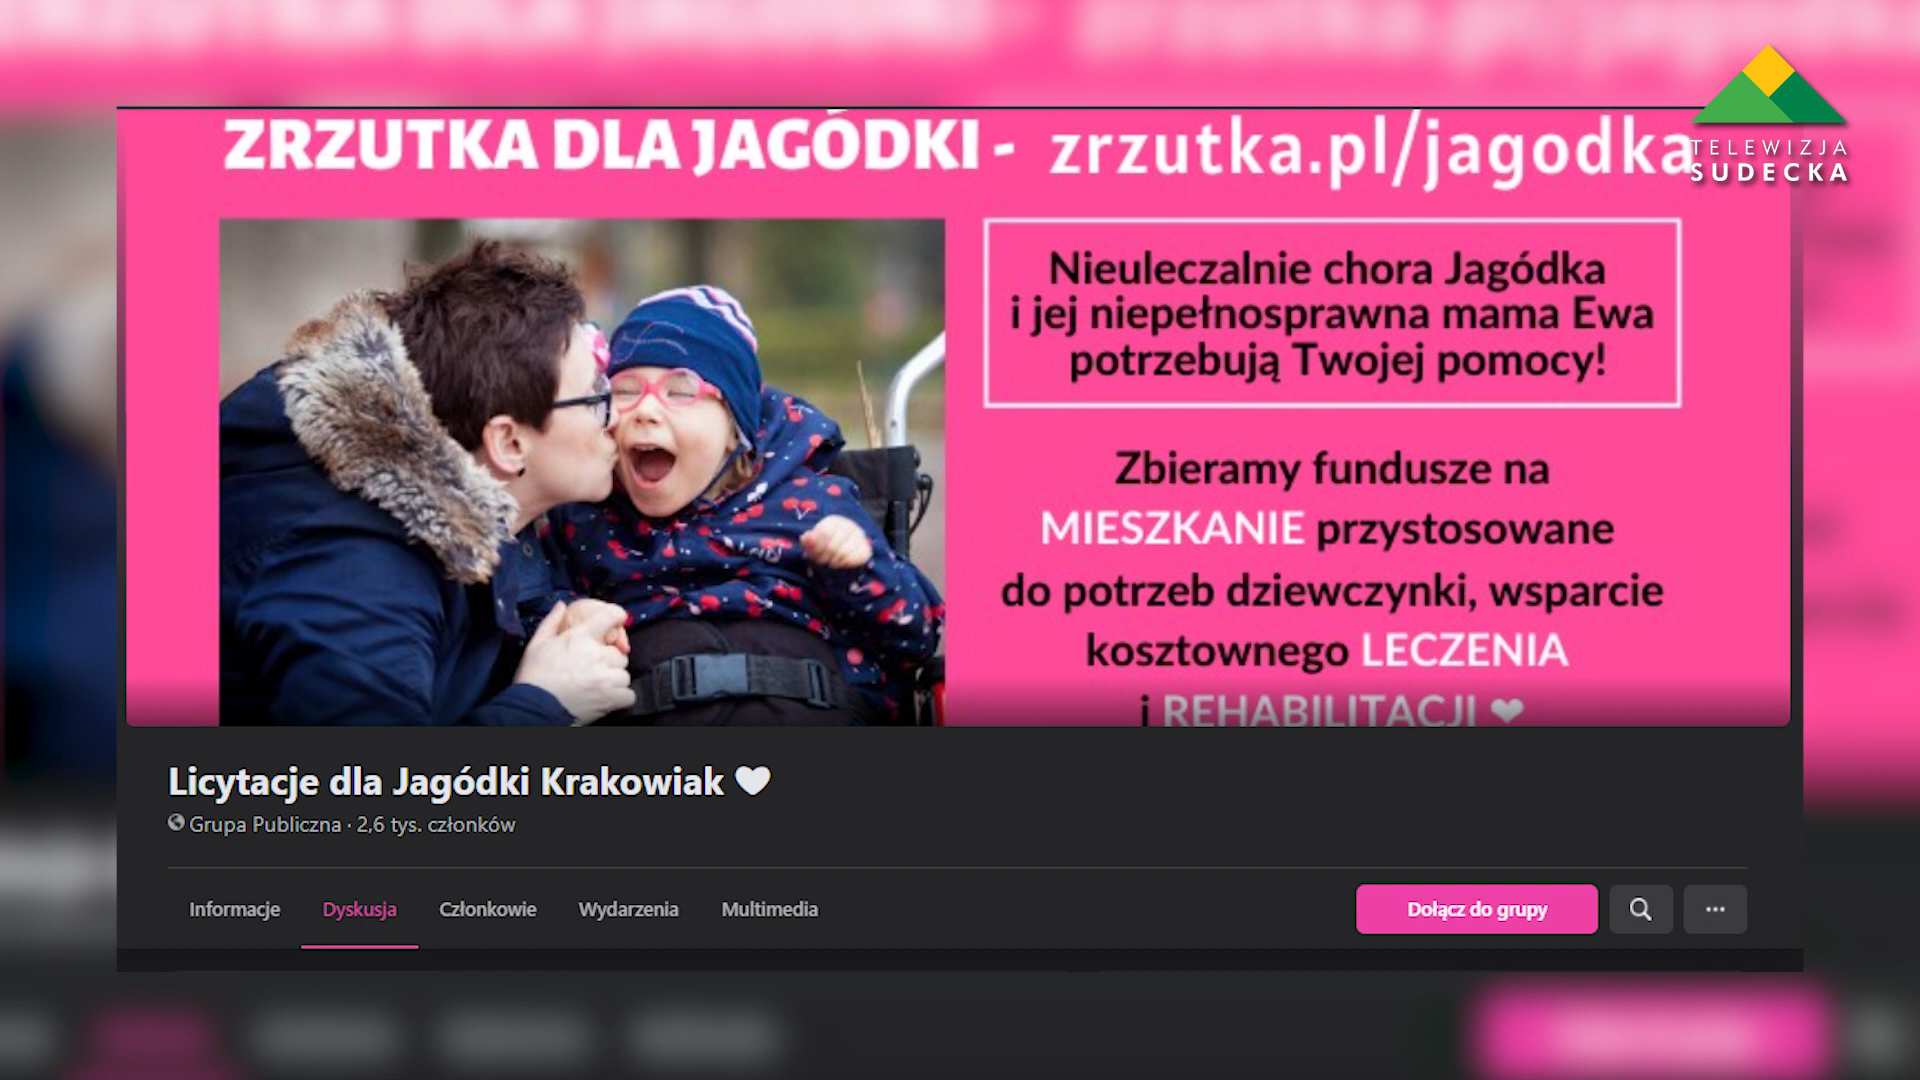 ZRZUTKA DLA JAGÓDKI - zrzutka.pl/jagodka
TELEWIZJA
SUDECKA
Nieuleczalnie chora Jagódka
i jej niepełnosprawna mama Ewa
potrzebują Twojej pomocy!
Zbieramy fundusze na
MIESZKANIE przystosowane
do potrzeb dziewczynki, wsparcie
kosztownego LECZENIA
i REHABILITACJI ❤
Licytacje dla Jagódki Krakowiak 🤍
Grupa Publiczna · 2,6 tys. członków
Informacje Dyskusja Członkowie Wydarzenia Multimedia Dołącz do grupy